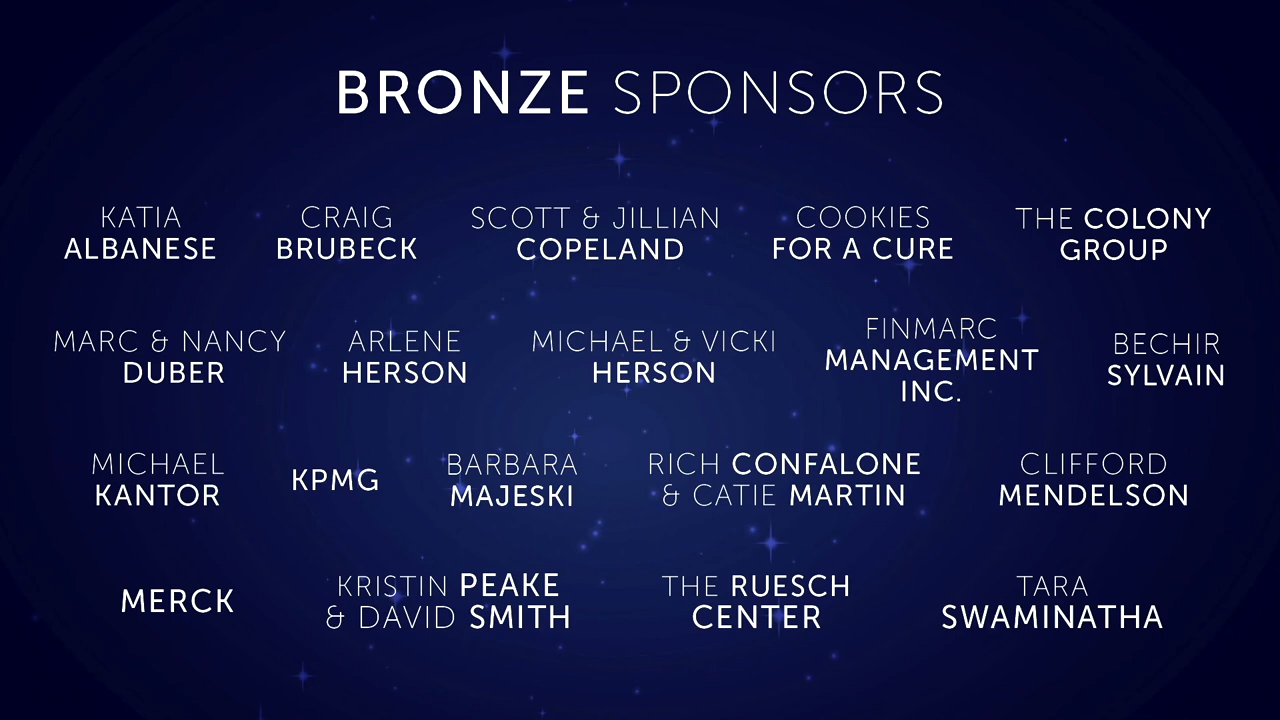 BRONZE SPONSORS
KATIA
ALBANESE
CRAIG
BRUBECK
SCOTT & JILLIAN
COPELAND
COOKIES
FOR A CURE
THE COLONY
GROUP
MARC & NANCY
DUBER
ARLENE
HERSON
MICHAEL & VICKI
HERSON
FINMARC
MANAGEMENT
INC.
BECHIR
SYLVAIN
MICHAEL
KANTOR
KPMG
BARBARA
MAJESKI
RICH CONFALONE
& CATIE MARTIN
CLIFFORD
MENDELSON
MERCK
KRISTIN PEAKE
& DAVID SMITH
THE RUESCH
CENTER
TARA
SWAMINATHA